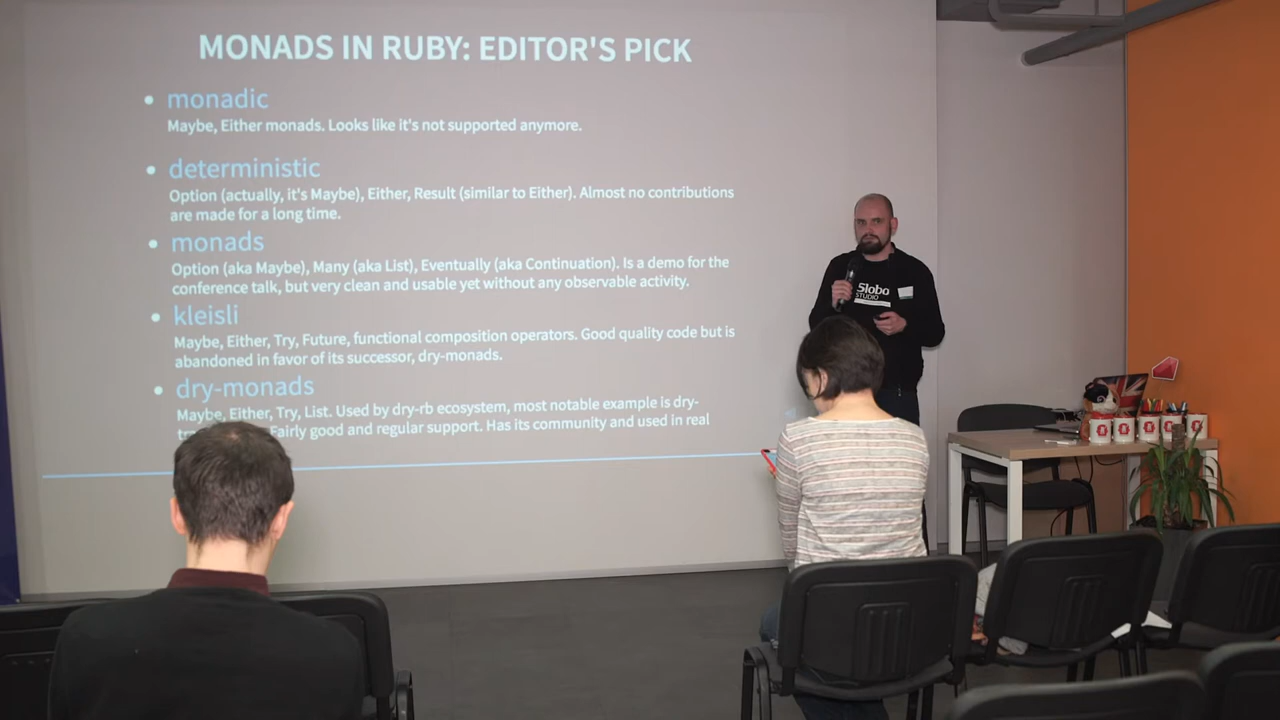 MONADS IN RUBY: EDITOR'S PICK
monadic
Maybe, Either monads. Looks like it's not supported anymore.
deterministic
Option (actually, it's Maybe), Either, Result (similar to Either). Almost no contributions
are made for a long time.
monads
Option (aka Maybe), Many (aka List), Eventually (aka Continuation). Is a demo for the
conference talk, but very clean and usable yet without any observable activity.
kleisli
Maybe, Either, Try, Future, functional composition operators. Good quality code but is
abandoned in favor of its successor, dry-monads.
dry-monads
Maybe, Either, Try, List. Used by dry-rb ecosystem, most notable example is dry-
Fairly good and regular support. Has its community and used in real
Slobo
STUDIO